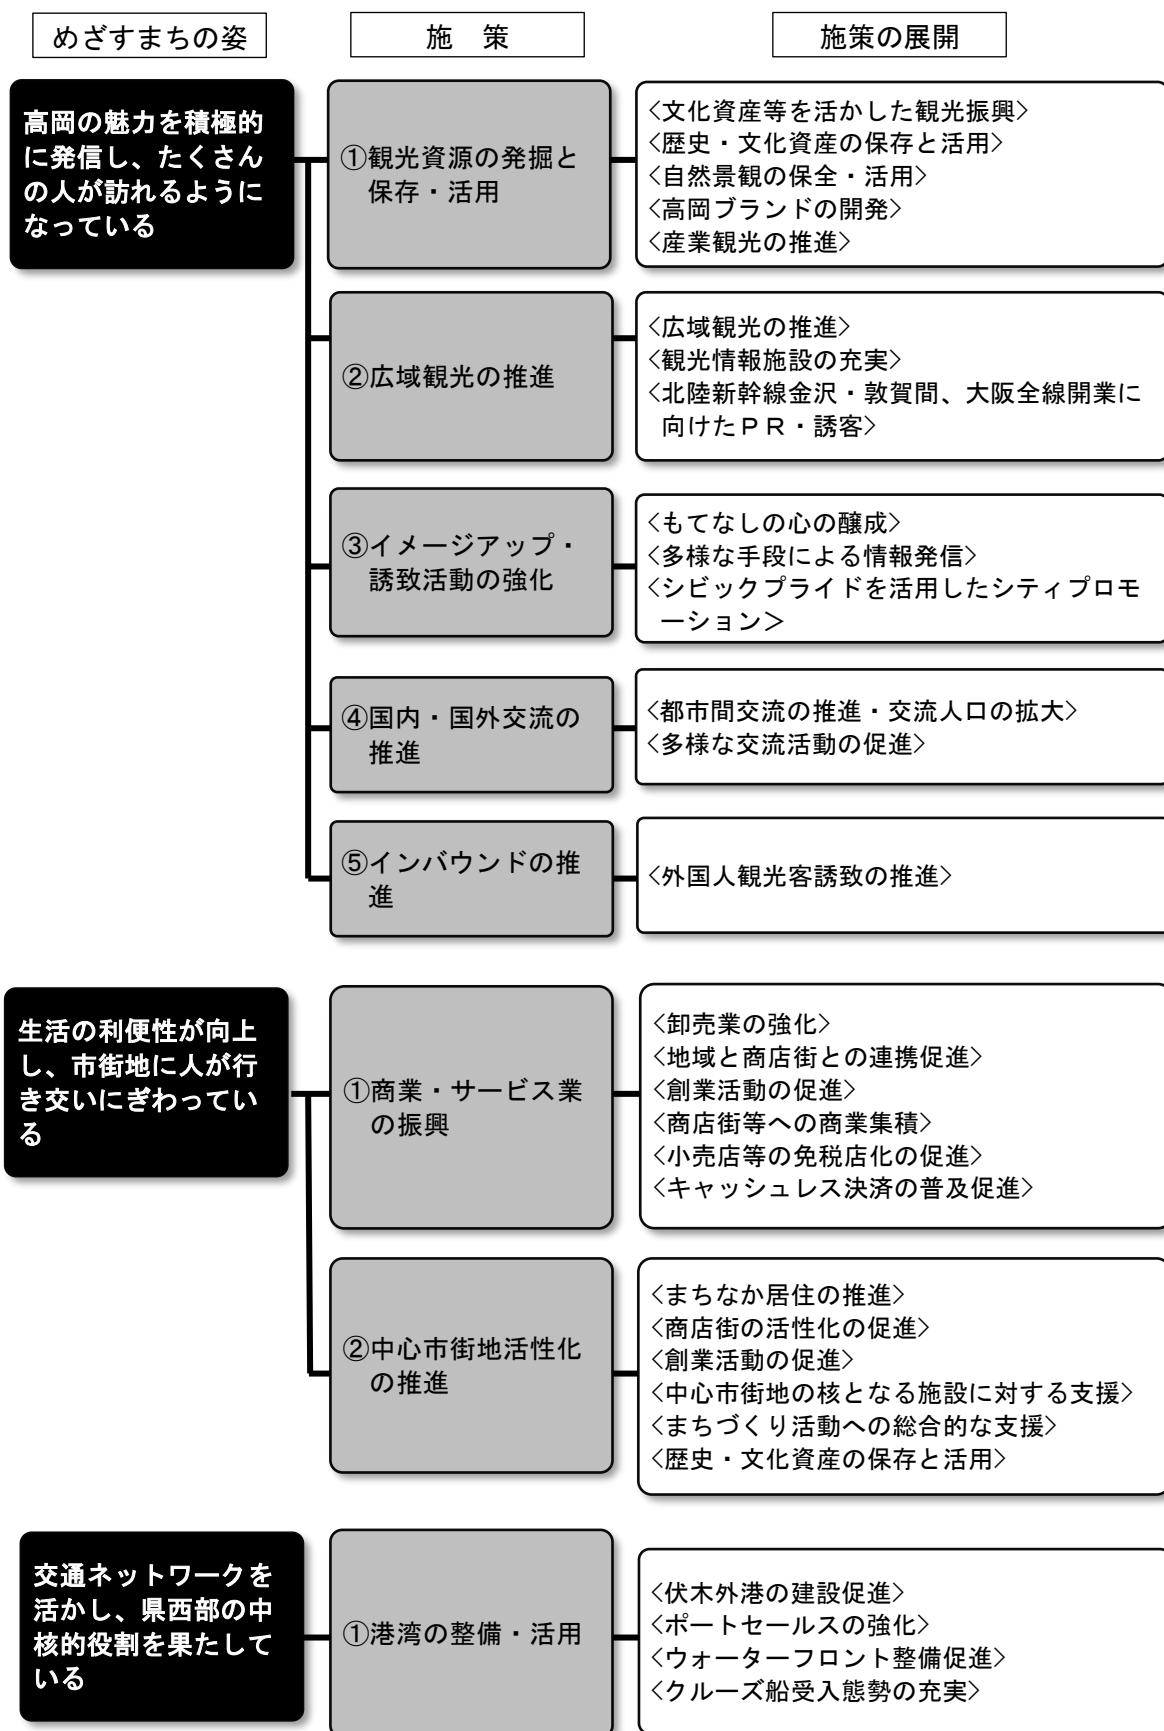 めざすまちの姿
施　策
施策の展開
高岡の魅力を積極的
に発信し、たくさん
の人が訪れるように
なっている
①観光資源の発掘と
保存・活用
<文化資産等を活かした観光振興>
<歴史・文化資産の保存と活用>
<自然景観の保全・活用>
<高岡ブランドの開発>
<産業観光の推進>
②広域観光の推進
<広域観光の推進>
<観光情報施設の充実>
<北陸新幹線金沢・敦賀間、大阪全線開業に
向けたＰＲ・誘客>
③イメージアップ・
誘致活動の強化
<もてなしの心の醸成>
<多様な手段による情報発信>
<シビックプライドを活用したシティプロモ
ーション＞
④国内・国外交流の
推進
<都市間交流の推進・交流人口の拡大>
<多様な交流活動の促進>
⑤インバウンドの推
進
<外国人観光客誘致の推進>
生活の利便性が向上
し、市街地に人が行
き交いにぎわってい
る
①商業・サービス業
の振興
<卸売業の強化>
<地域と商店街との連携促進>
<創業活動の促進>
<商店街等への商業集積>
<小売店等の免税店化の促進>
<キャッシュレス決済の普及促進>
②中心市街地活性化
の推進
<まちなか居住の推進>
<商店街の活性化の促進>
<創業活動の促進>
<中心市街地の核となる施設に対する支援>
<まちづくり活動への総合的な支援>
<歴史・文化資産の保存と活用>
交通ネットワークを
活かし、県西部の中
核的役割を果たして
いる
①港湾の整備・活用
<伏木外港の建設促進>
<ポートセールスの強化>
<ウォーターフロント整備促進>
<クルーズ船受入態勢の充実>